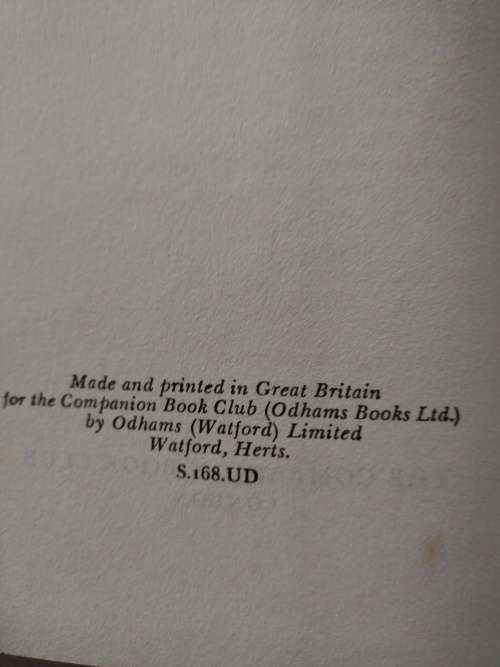 Made and printed in Great Britain
for the Companion Book Club (Odhams Books Ltd.)
by Odhams (Watford) Limited
Watford, Herts.
S.168.UD